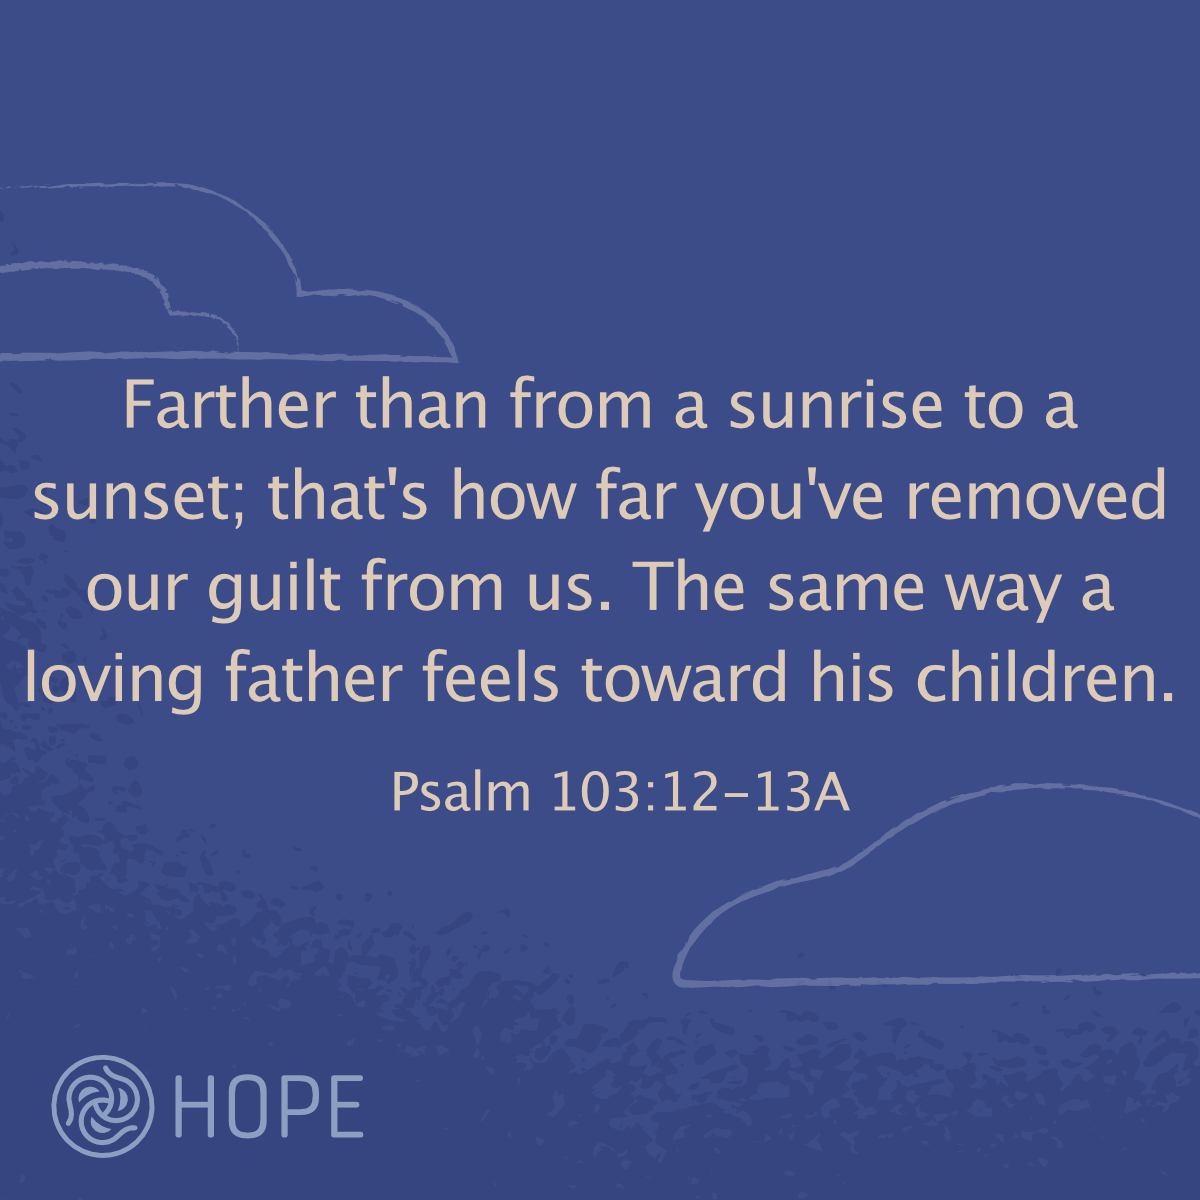 Farther than from a sunrise to a
sunset; that's how far you've removed
our guilt from us. The same way a
loving father feels toward his children.
Psalm 103:12–13A
HOPE